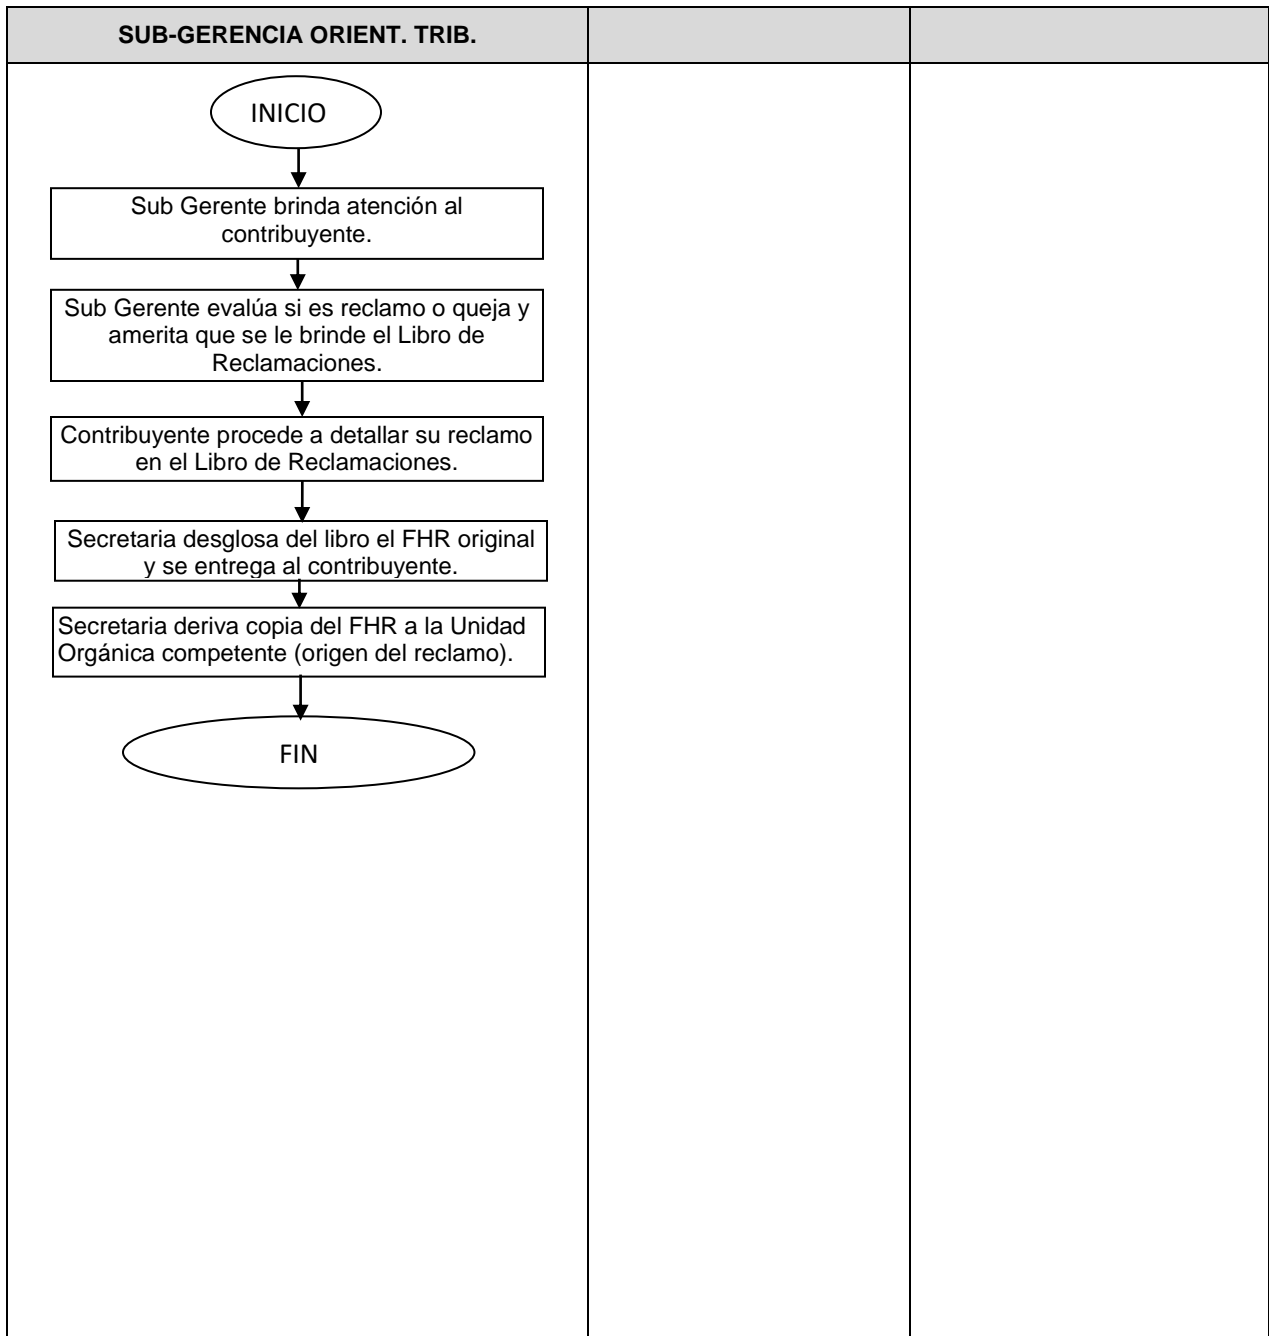 SUB-GERENCIA ORIENT. TRIB.
INICIO
Sub Gerente brinda atención al
contribuyente.
Sub Gerente evalúa si es reclamo o queja y
amerita que se le brinde el Libro de
Reclamaciones.
Contribuyente procede a detallar su reclamo
en el Libro de Reclamaciones.
Secretaria desglosa del libro el FHR original
y se entrega al contribuyente.
Secretaria deriva copia del FHR a la Unidad
Orgánica competente (origen del reclamo).
FIN